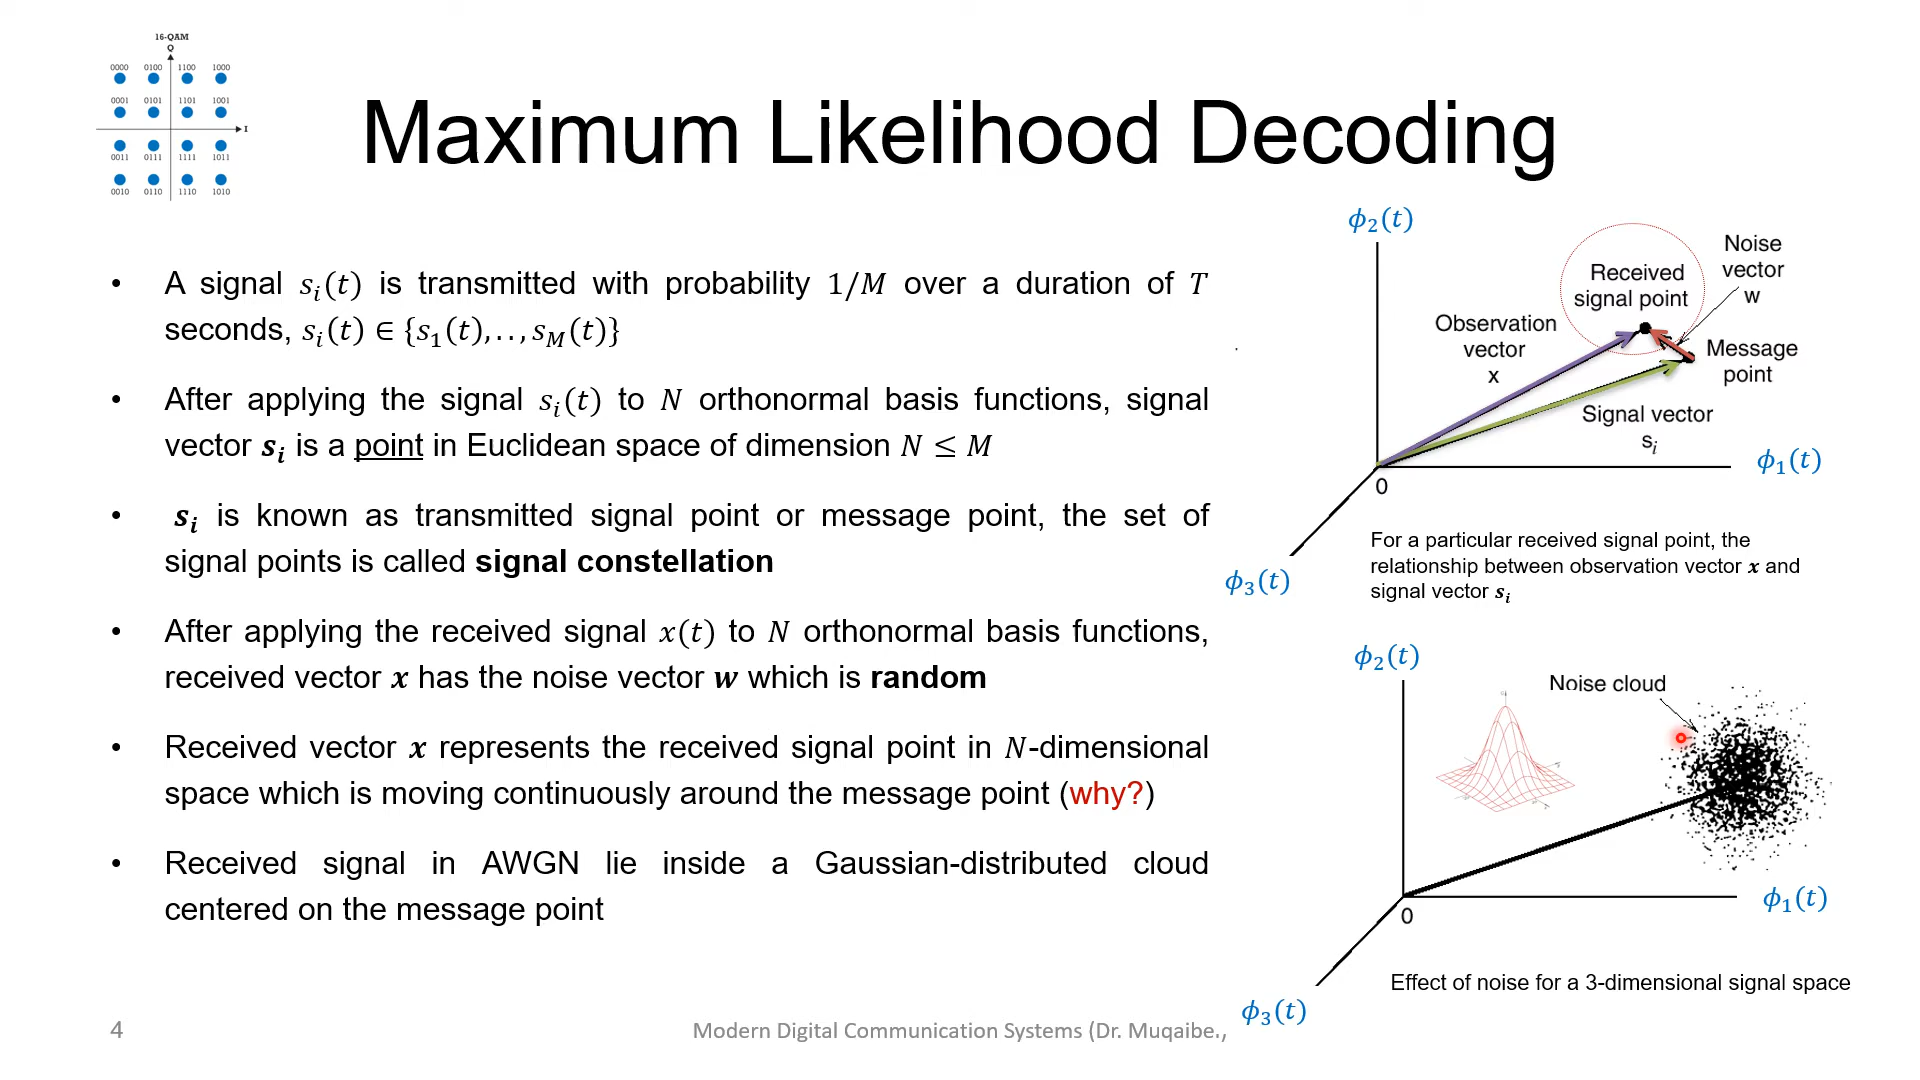 16-QAM
Q
0000 0100 1100 1000
0001 0101 1101 1001
I
0011 0111 1111 1011
0010 0110 1110 1010
Maximum Likelihood Decoding
• A signal 𝑠ᵢ(𝑡) is transmitted with probability 1/𝑀 over a duration of 𝑇
seconds, 𝑠ᵢ(𝑡) ∈ {𝑠₁(𝑡), . . , 𝑠_𝑀(𝑡)}
• After applying the signal 𝑠ᵢ(𝑡) to 𝑁 orthonormal basis functions, signal
vector 𝒔ᵢ is a point in Euclidean space of dimension 𝑁 ≤ 𝑀
• 𝒔ᵢ is known as transmitted signal point or message point, the set of
signal points is called signal constellation
• After applying the received signal 𝑥(𝑡) to 𝑁 orthonormal basis functions,
received vector 𝒙 has the noise vector 𝒘 which is random
• Received vector 𝒙 represents the received signal point in 𝑁-dimensional
space which is moving continuously around the message point (why?)
• Received signal in AWGN lie inside a Gaussian-distributed cloud
centered on the message point
𝜙₂(𝑡)
Noise
vector
w
Received
signal point
Observation
vector
x
Message
point
Signal vector
sᵢ
𝜙₁(𝑡)
0
𝜙₃(𝑡)
For a particular received signal point, the
relationship between observation vector 𝒙 and
signal vector 𝒔ᵢ
𝜙₂(𝑡)
Noise cloud
𝜙₁(𝑡)
0
𝜙₃(𝑡)
Effect of noise for a 3-dimensional signal space
4
Modern Digital Communication Systems (Dr. Muqaibe.,